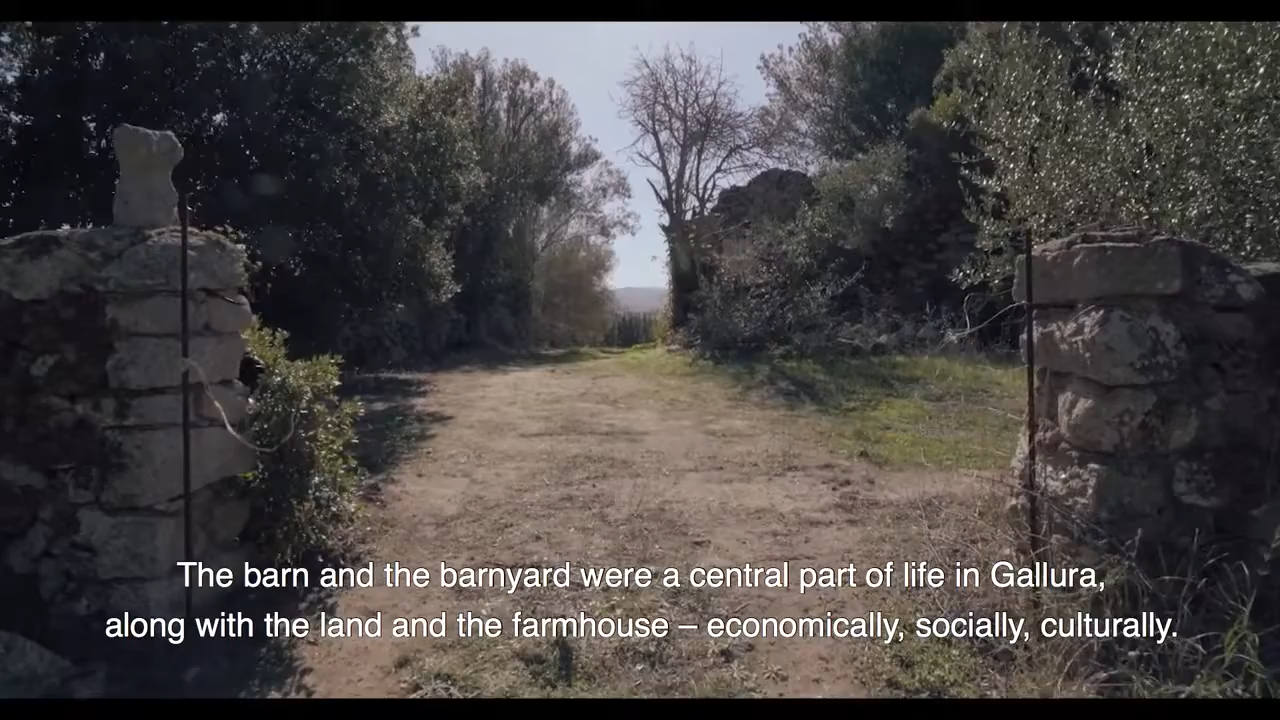 The barn and the barnyard were a central part of life in Gallura,
along with the land and the farmhouse – economically, socially, culturally.